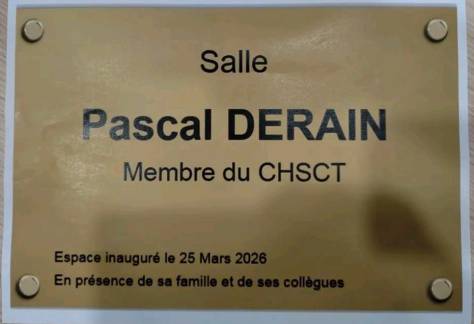 Salle
Pascal DERAIN
Membre du CHSCT
Espace inauguré le 25 Mars 2026
En présence de sa famille et de ses collègues